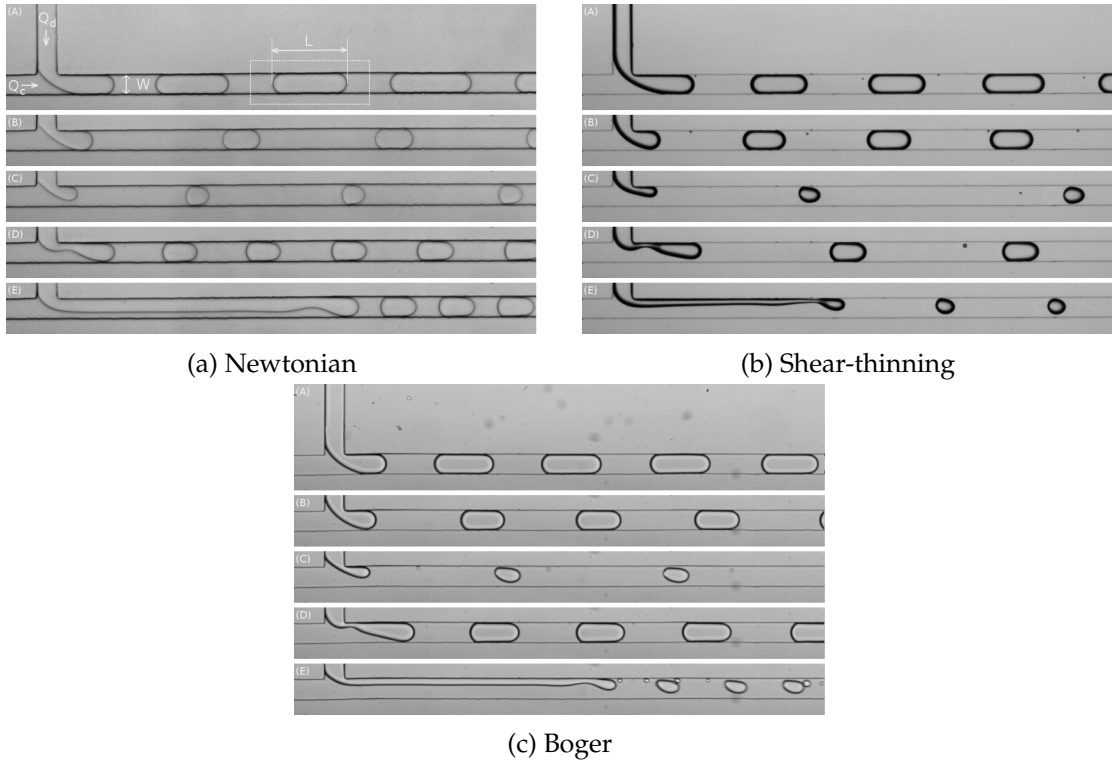 (A)
Q_d
L
W
Q_c
(B)
(C)
(D)
(E)
(a) Newtonian
(A)
(B)
(C)
(D)
(E)
(b) Shear-thinning
(A)
(B)
(C)
(D)
(E)
(c) Boger